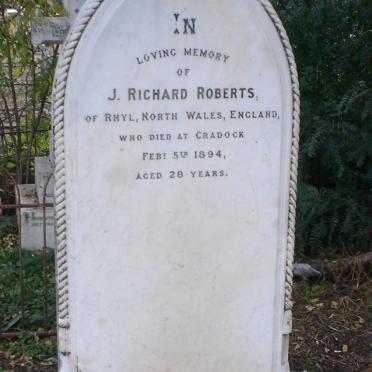 IN
LOVING MEMORY
OF
J. RICHARD ROBERTS,
OF RHYL, NORTH WALES, ENGLAND,
WHO DIED AT CRADOCK
FEBY 5TH 1894,
AGED 28 YEARS.